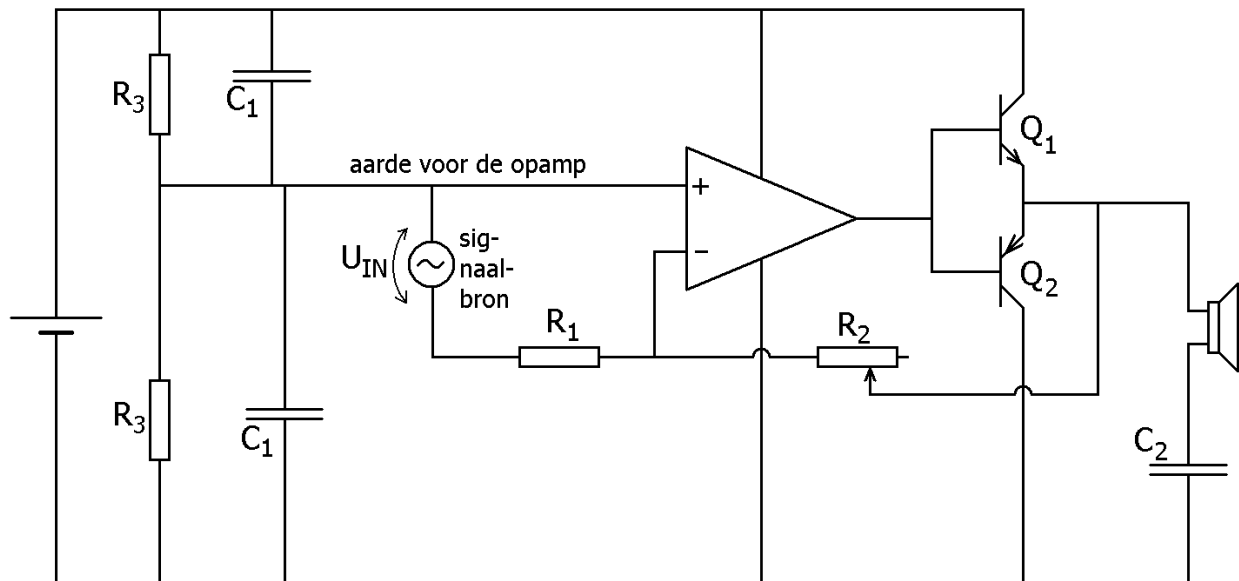 R3
C1
aarde voor de opamp
+
Q1
UIN
sig-
naal-
bron
−
Q2
R1
R2
R3
C1
C2